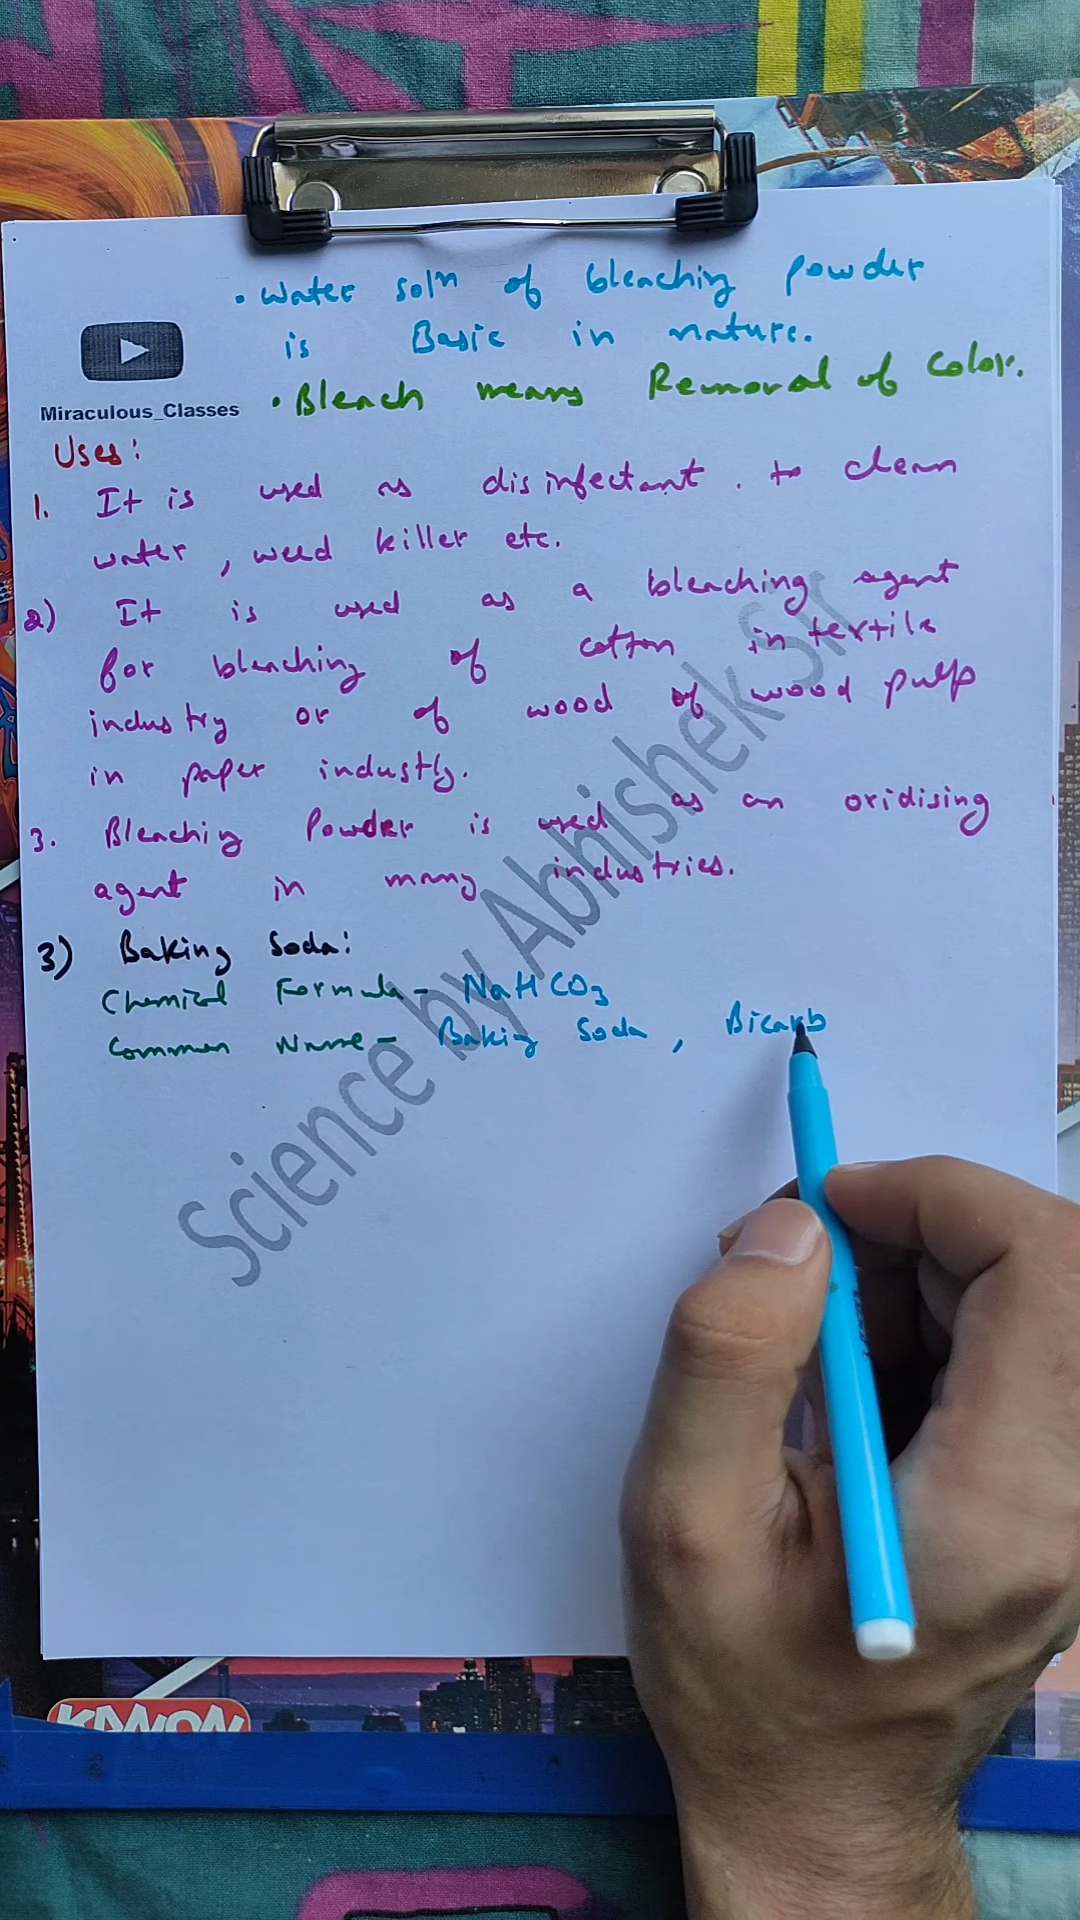 • Water solⁿ of bleaching powder
is Basic in nature.
• Bleach means Removal of color.
Miraculous_Classes
Uses:
1. It is used as disinfectant. to clean
water, weed killer etc.
2) It is used as a bleaching agent
for bleaching of cotton in textile
industry or of wood of wood pulp
in paper industry.
3. Bleaching Powder is used as an oxidising
agent in many industries.
3) Baking Soda:
Chemical Formula - NaHCO₃
Common Name - Baking Soda, Bicarb
Science by Abhishek Sir
KIWON